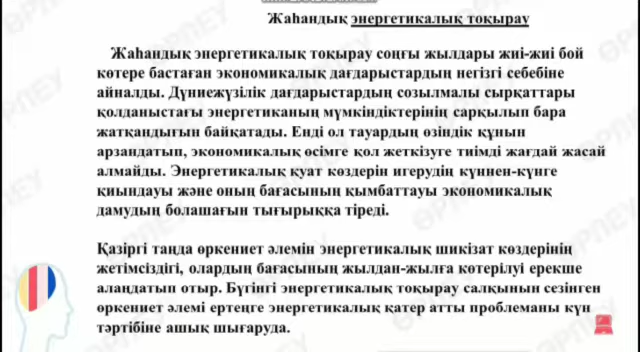 Жаһандық энергетикалық тоқырау
Жаһандық энергетикалық тоқырау соңғы жылдары жиі-жиі бой
көтере бастаған экономикалық дағдарыстардың негізгі себебіне
айналды. Дүниежүзілік дағдарыстардың созылмалы сырқаттары
қолданыстағы энергетиканың мүмкіндіктерінің сарқылып бара
жатқандығын байқатады. Енді ол тауардың өзіндік құнын
арзандатып, экономикалық өсімге қол жеткізуге тиімді жағдай жасай
алмайды. Энергетикалық қуат көздерін игерудің күннен-күнге
қиындауы және оның бағасының қымбаттауы экономикалық
дамудың болашағын тығырыққа тіреді.
Қазіргі таңда өркениет әлемін энергетикалық шикізат көздерінің
жетімсіздігі, олардың бағасының жылдан-жылға көтерілуі ерекше
алаңдатып отыр. Бүгінгі энергетикалық тоқырау салқынын сезінген
өркениет әлемі ертеңге энергетикалық қатер атты проблеманы күн
тәртібіне ашық шығаруда.
ӨРЛЕУ